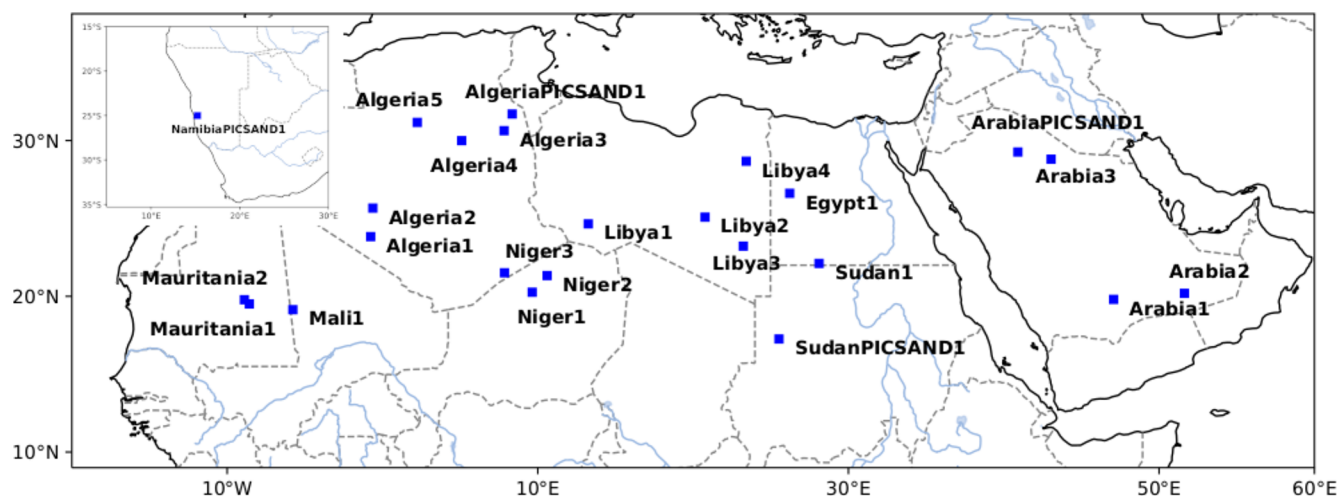 15°S
20°S
25°S
30°S
35°S
10°E
20°E
30°E
NamibiaPICSAND1
30°N
20°N
10°N
Algeria5
AlgeriaPICSAND1
Algeria3
Algeria4
ArabiaPICSAND1
Arabia3
Libya4
Egypt1
Algeria2
Algeria1
Libya1
Libya2
Libya3
Niger3
Niger2
Niger1
Sudan1
Mauritania2
Mauritania1
Mali1
Arabia2
Arabia1
SudanPICSAND1
10°W
10°E
30°E
50°E
60°E